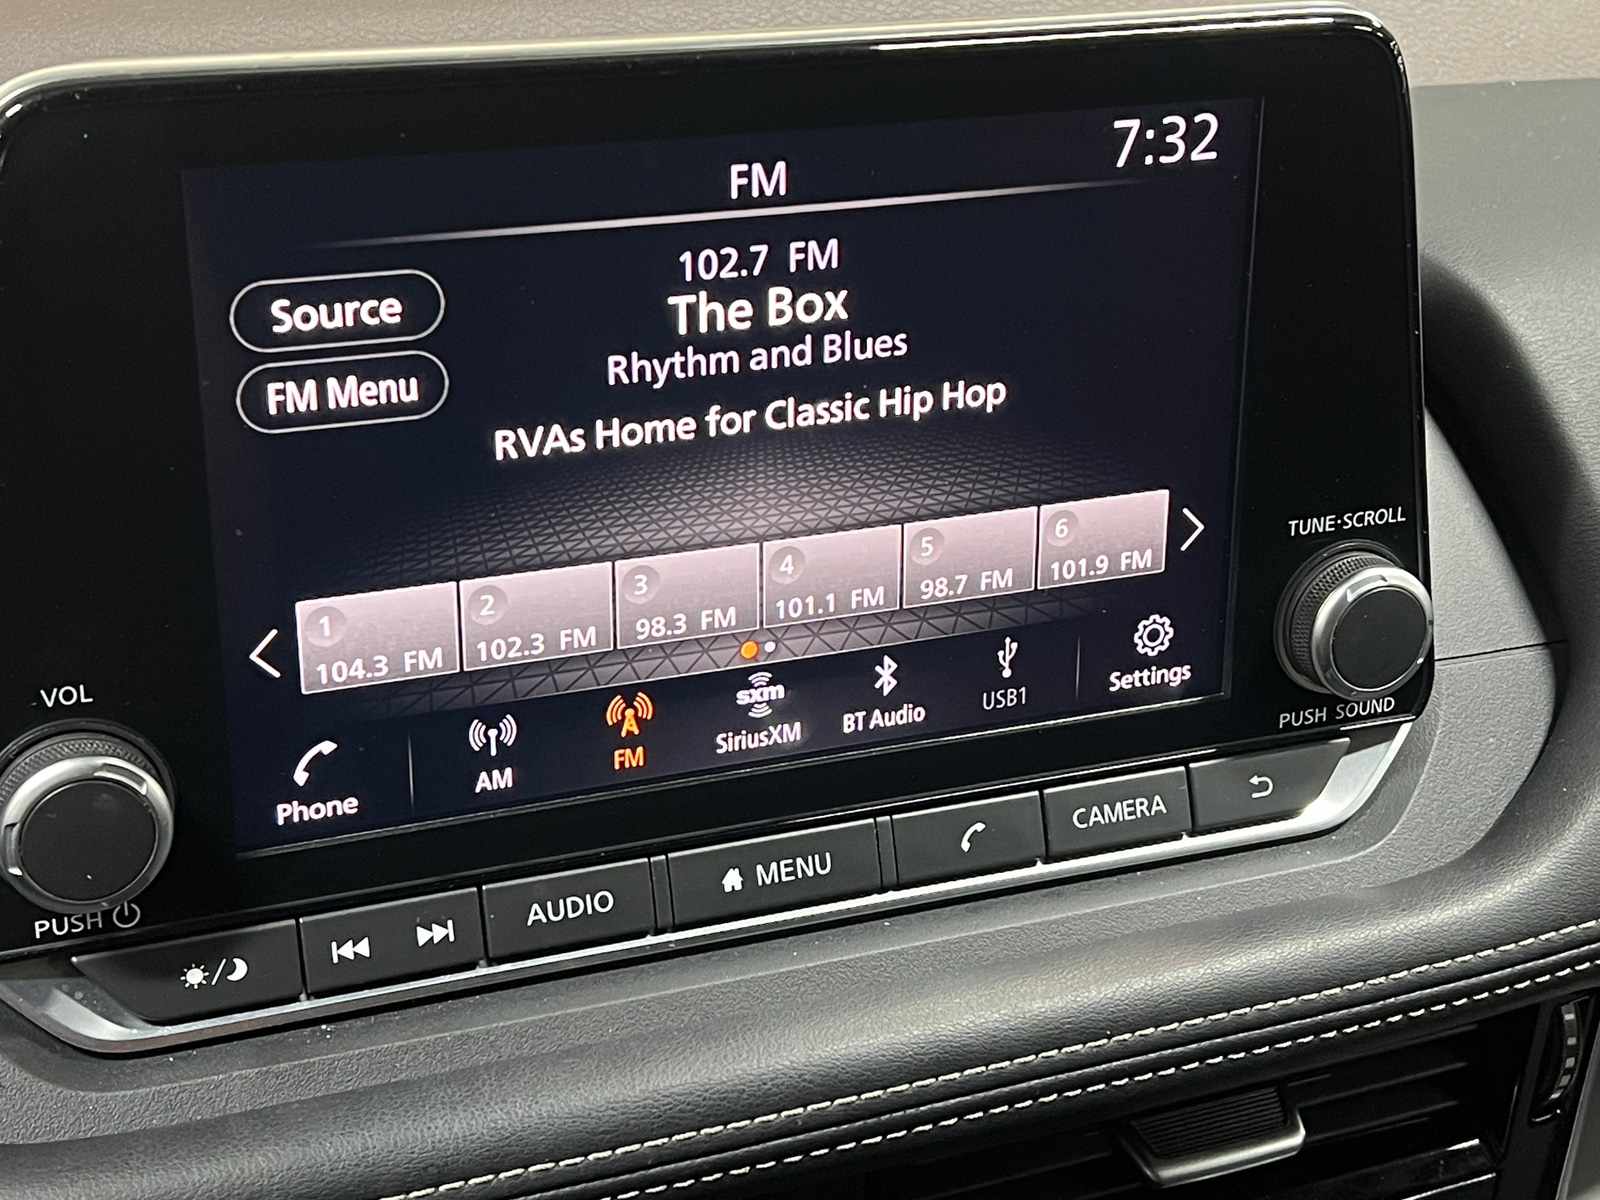 7:32
FM
102.7 FM
The Box
Rhythm and Blues
RVAs Home for Classic Hip Hop
Source
FM Menu
1
104.3 FM
2
102.3 FM
3
98.3 FM
4
101.1 FM
5
98.7 FM
6
101.9 FM
Phone
AM
FM
sxm
SiriusXM
BT Audio
USB1
Settings
VOL
PUSH
TUNE·SCROLL
PUSH SOUND
AUDIO
MENU
CAMERA